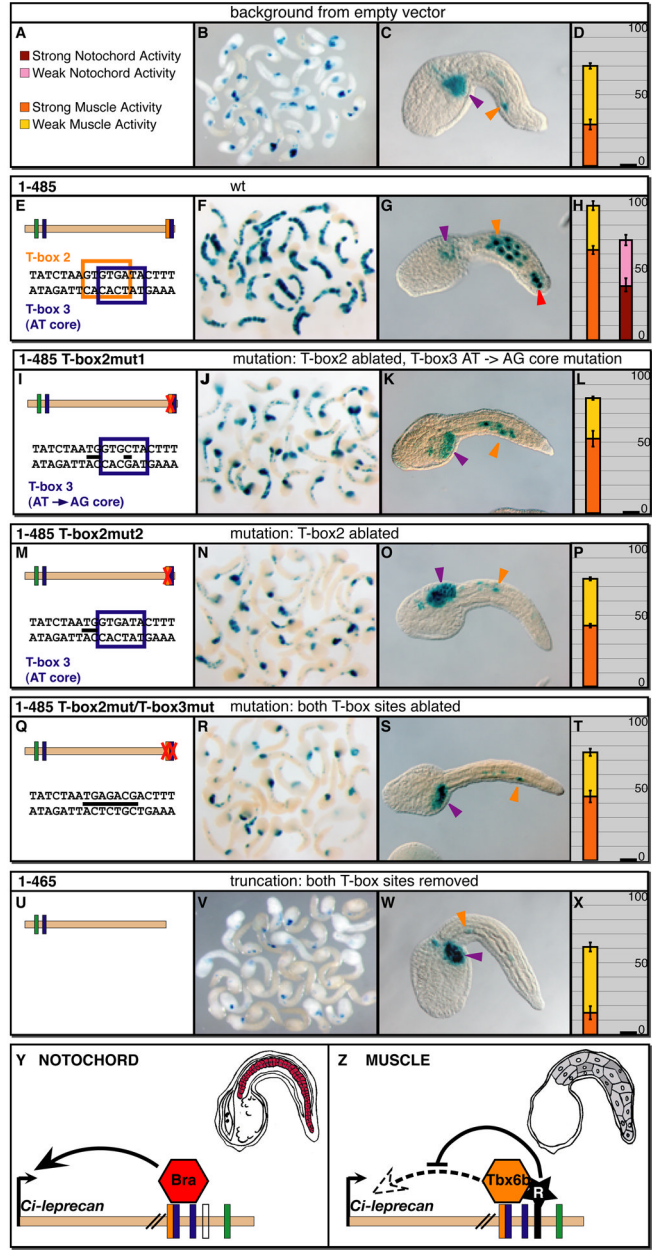 background from empty vector
A
B
C
D
100
Strong Notochord Activity
Weak Notochord Activity
Strong Muscle Activity
Weak Muscle Activity
50
0
1-485 wt
E
F
G
H
100
T-box 2
TATCTAAGTGTGATACTTT
ATAGATTCACACTATGAAA
T-box 3
(AT core)
50
0
1-485 T-box2mut1 mutation: T-box2 ablated, T-box3 AT -> AG core mutation
I
J
K
L
100
TATCTAATGGTGCTACTTT
ATAGATTACCACGATGAAA
T-box 3
(AT → AG core)
50
0
1-485 T-box2mut2 mutation: T-box2 ablated
M
N
O
P
100
TATCTAATGGTGATACTTT
ATAGATTACCACTATGAAA
T-box 3
(AT core)
50
0
1-485 T-box2mut/T-box3mut mutation: both T-box sites ablated
Q
R
S
T
100
TATCTAATGAGACGACTTT
ATAGATTACTCTGCTGAAA
50
0
1-465 truncation: both T-box sites removed
U
V
W
X
100
50
0
Y NOTOCHORD
Bra
Ci-leprecan
Z MUSCLE
Tbx6b
R
Ci-leprecan